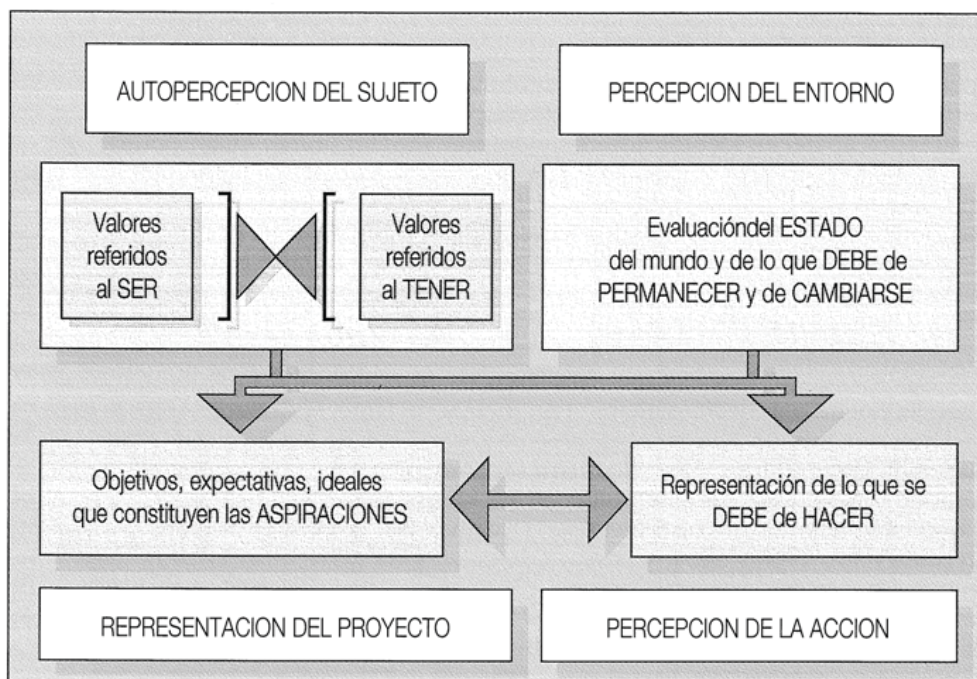 AUTOPERCEPCION DEL SUJETO
PERCEPCION DEL ENTORNO
Valores
referidos
al SER
Valores
referidos
al TENER
Evaluacióndel ESTADO
del mundo y de lo que DEBE de
PERMANECER y de CAMBIARSE
Objetivos, expectativas, ideales
que constituyen las ASPIRACIONES
Representación de lo que se
DEBE de HACER
REPRESENTACION DEL PROYECTO
PERCEPCION DE LA ACCION